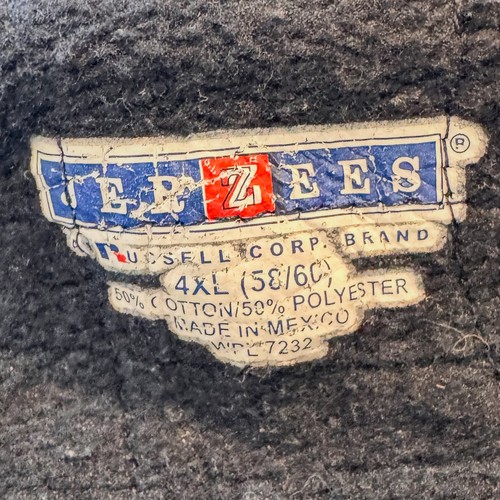 JERZEES ®
RUSSELL CORP. BRAND
4XL (58/60)
50% COTTON/50% POLYESTER
MADE IN MEXICO
WPL 7232